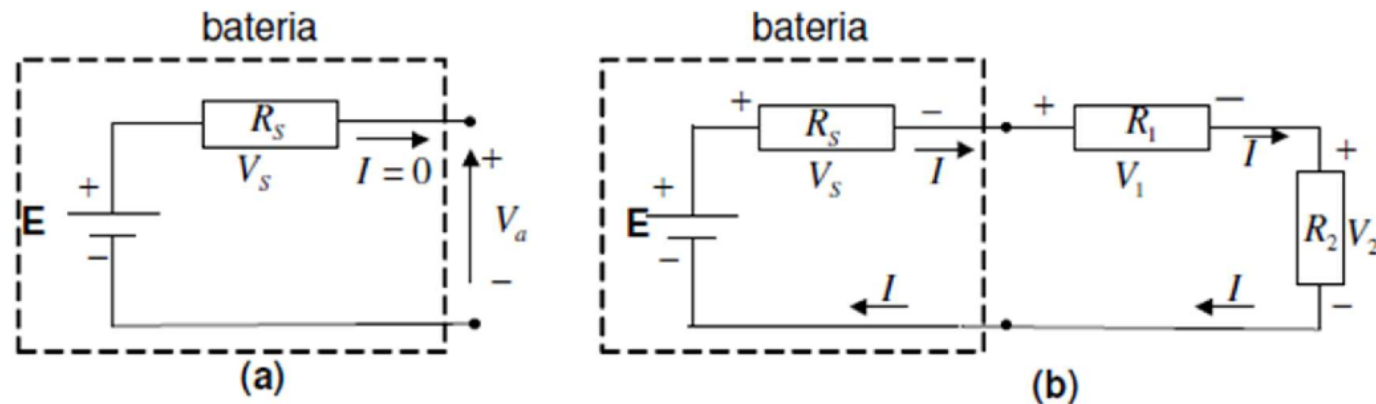 bateria
R_S
V_S
I = 0
+
E
−
+
V_a
−
(a)
bateria
+ R_S −
V_S
I
+
E
−
+ R_1 −
V_1
I
+
R_2 V_2
−
I
I
(b)